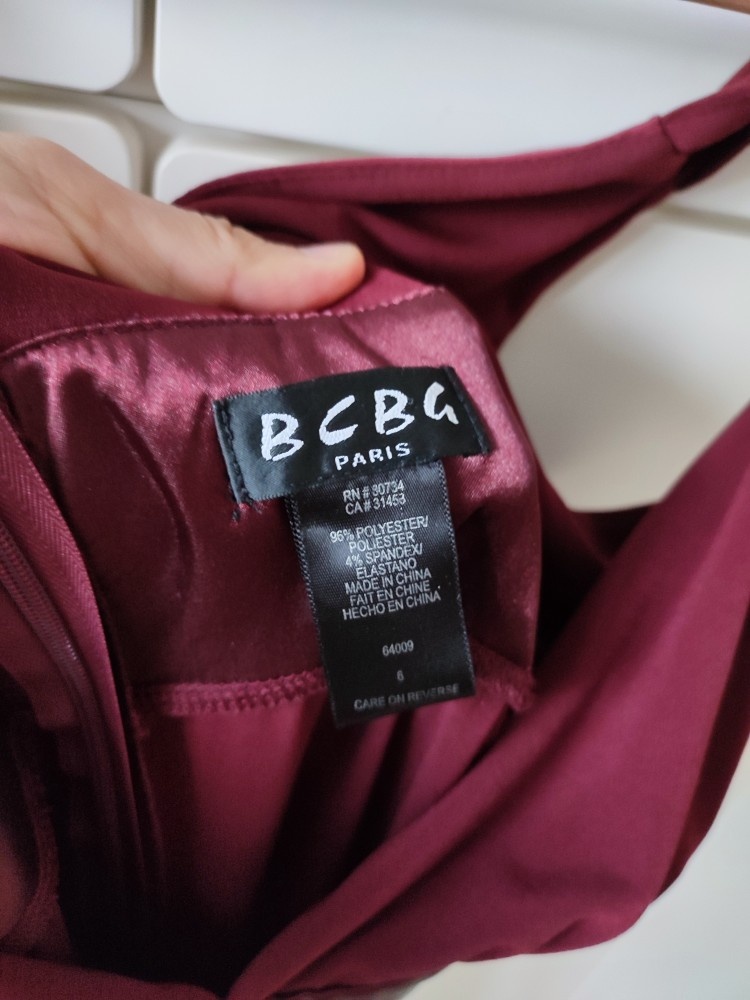 BCBG
PARIS
RN # 80734
CA # 31453
96% POLYESTER/
POLIESTER
4% SPANDEX/
ELASTANO
MADE IN CHINA
FAIT EN CHINE
HECHO EN CHINA
64009
6
CARE ON REVERSE